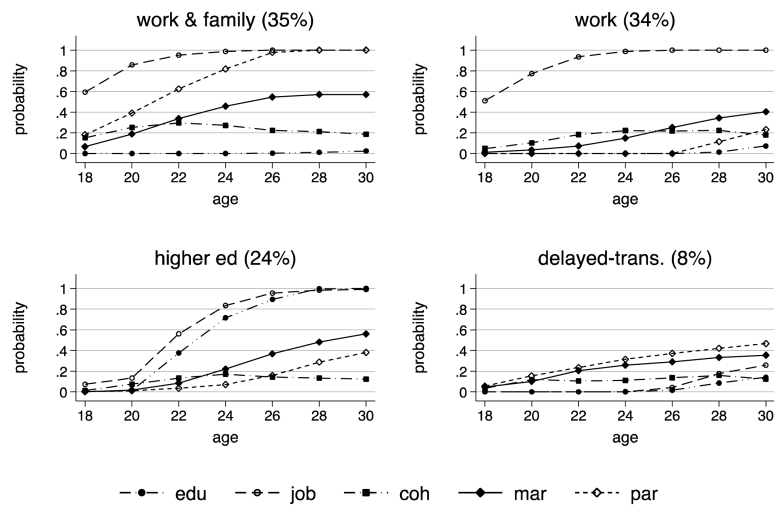 work & family (35%)
work (34%)
probability
1
.8
.6
.4
.2
0
18 20 22 24 26 28 30
age
probability
1
.8
.6
.4
.2
0
18 20 22 24 26 28 30
age
higher ed (24%)
delayed-trans. (8%)
probability
1
.8
.6
.4
.2
0
18 20 22 24 26 28 30
age
probability
1
.8
.6
.4
.2
0
18 20 22 24 26 28 30
age
edu job coh mar par